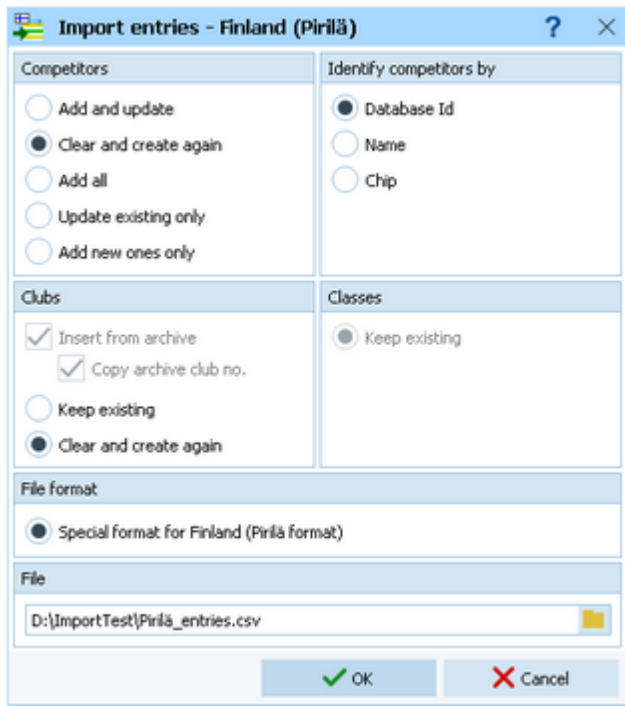 Import entries - Finland (Pirilä)
?
Competitors
Add and update
Clear and create again
Add all
Update existing only
Add new ones only
Identify competitors by
Database Id
Name
Chip
Clubs
Insert from archive
Copy archive club no.
Keep existing
Clear and create again
Classes
Keep existing
File format
Special format for Finland (Pirilä format)
File
D:\ImportTest\Pirilä_entries.csv
OK
Cancel